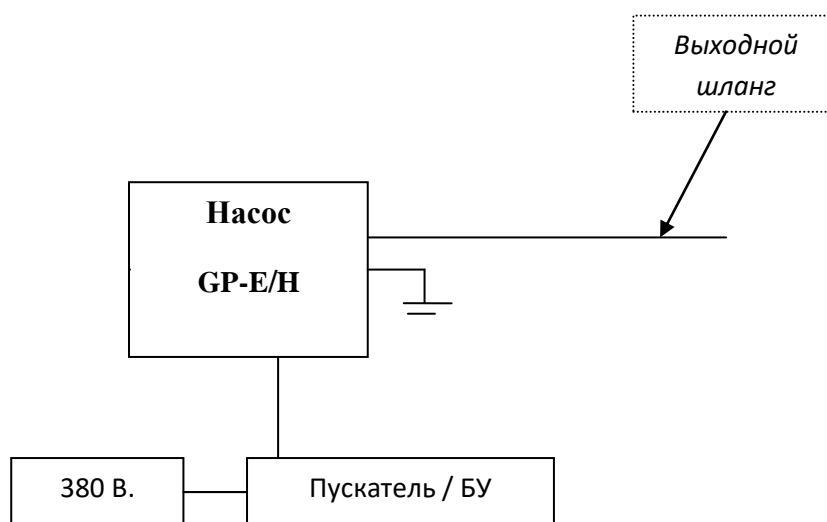 Выходной
шланг
Насос
GP-E/H
380 В.
Пускатель / БУ